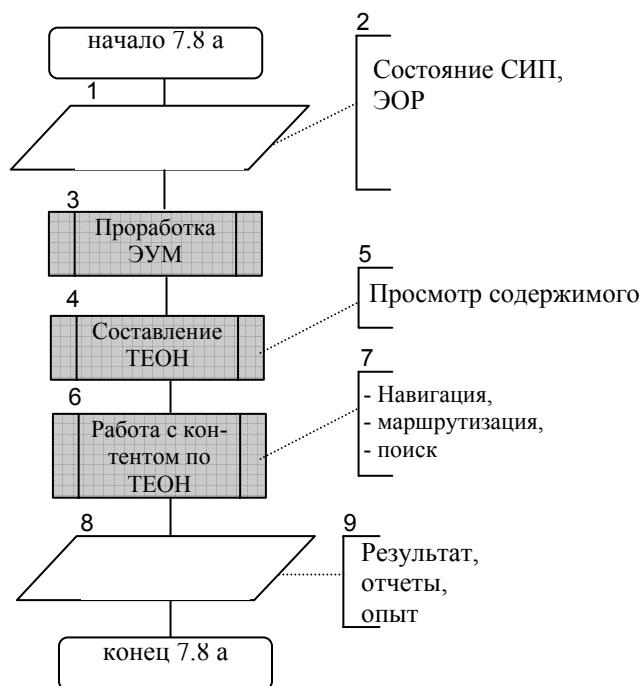 начало 7.8 а
2
Состояние СИП,
ЭОР
1
3
Проработка
ЭУМ
5
Просмотр содержимого
4
Составление
ТЕОН
7
- Навигация,
- маршрутизация,
- поиск
6
Работа с кон-
тентом по
ТЕОН
8
9
Результат,
отчеты,
опыт
конец 7.8 а